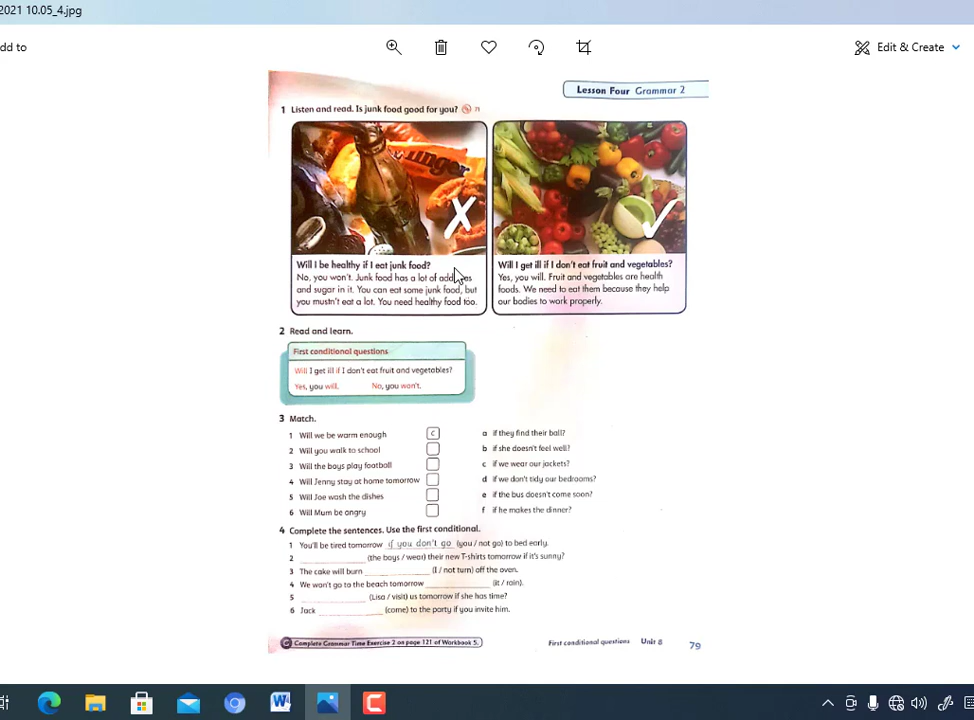 2021 10.05_4.jpg
dd to
Edit & Create
Lesson Four Grammar 2
1 Listen and read. Is junk food good for you? 71
Will I be healthy if I eat junk food?
No, you won't. Junk food has a lot of
and sugar in it. You can eat some junk food, but
you mustn't eat a lot. You need healthy food too.
Will I get ill if I don't eat fruit and vegetables?
Yes, you will. Fruit and vegetables are health
foods. We need to eat them because they help
our bodies to work properly.
2 Read and learn.
First conditional questions
Will I get ill if I don't eat fruit and vegetables?
Yes, you will. No, you won't.
3 Match.
1 Will we be warm enough c
2 Will you walk to school
3 Will the boys play football
4 Will Jenny stay at home tomorrow
5 Will Joe wash the dishes
6 Will Mum be angry
a if they find their ball?
b if she doesn't feel well?
c if we wear our jackets?
d if we don't tidy our bedrooms?
e if the bus doesn't come soon?
f if he makes the dinner?
4 Complete the sentences. Use the first conditional.
1 You'll be tired tomorrow if you don't go (you / not go) to bed early.
2 ____________ (the boys / wear) their new T-shirts tomorrow if it's sunny?
3 The cake will burn ____________ (I / not turn) off the oven.
4 We won't go to the beach tomorrow ____________ (it / rain).
5 ____________ (Lisa / visit) us tomorrow if she has time?
6 Jack ____________ (come) to the party if you invite him.
Complete Grammar Time Exercise 2 on page 121 of Workbook 5.
First conditional questions Unit 8 79